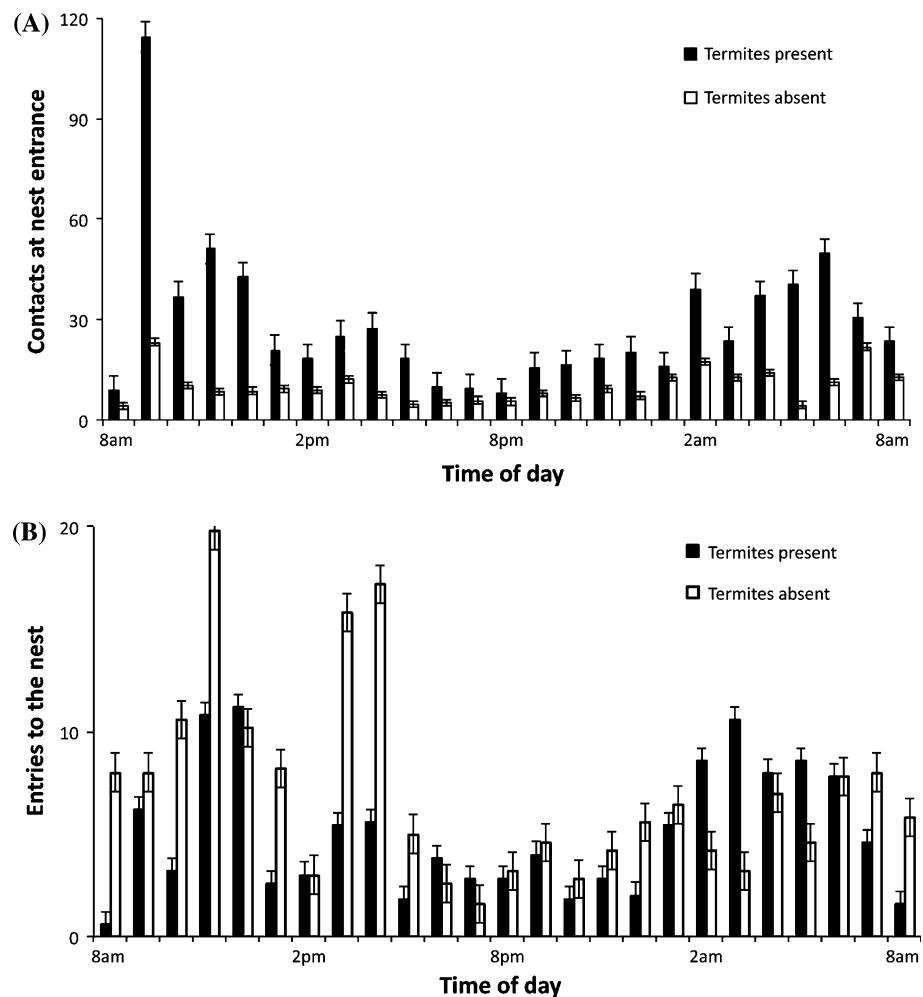 (A)
120
90
60
30
0
Contacts at nest entrance
Termites present
Termites absent
8am 2pm 8pm 2am 8am
Time of day
(B)
20
10
0
Entries to the nest
Termites present
Termites absent
8am 2pm 8pm 2am 8am
Time of day